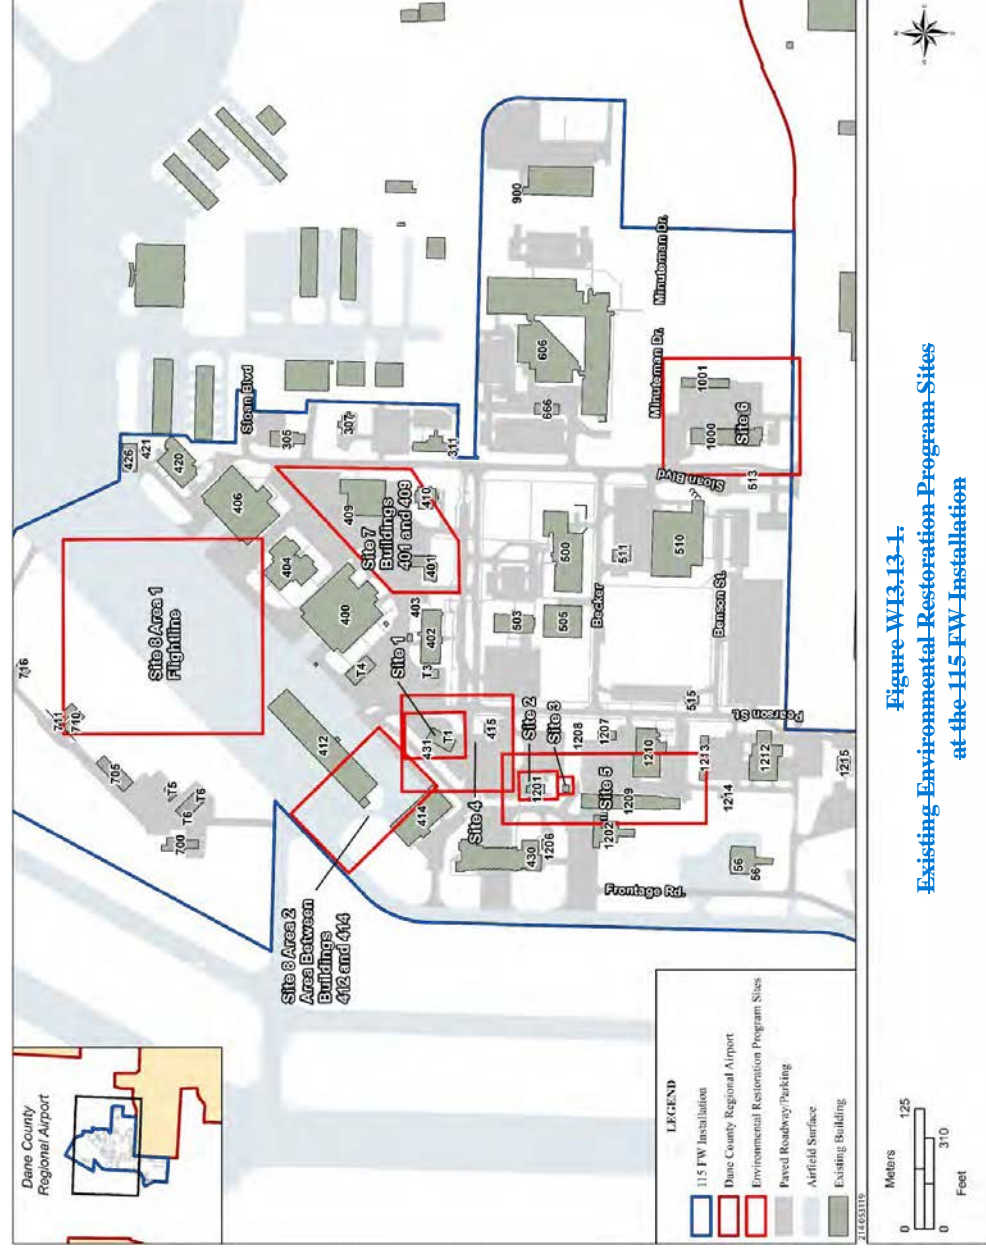 Dane County
Regional Airport
716
711
710
705
T5
T6
T6
700
Site 8 Area 1
Flightline
426
421
420
406
404
400
T4
412
Sloan Blvd
305
307
311
409
Site 7
Buildings
401 and 409
410
401
403
402
T3
Site 1
431
T1
415
414
Site 4
Site 8 Area 2
Area Between
Buildings
412 and 414
900
606
666
Minuteman Dr.
Minuteman Dr.
1001
1000
Site 6
Sloan Blvd
513
500
511
510
503
505
Becker
Benson St.
515
Pearson St.
Site 2
Site 3
1201
1208
1207
1210
1213
1212
1215
1214
Site 5
1209
1202
1206
430
56
56
Frontage Rd.
LEGEND
115 FW Installation
Dane County Regional Airport
Environmental Restoration Program Sites
Paved Roadway/Parking
Airfield Surface
Existing Building
214053119
Meters
0
125
0
310
Feet
Figure WI3.13-1.
Existing Environmental Restoration Program Sites
at the 115 FW Installation